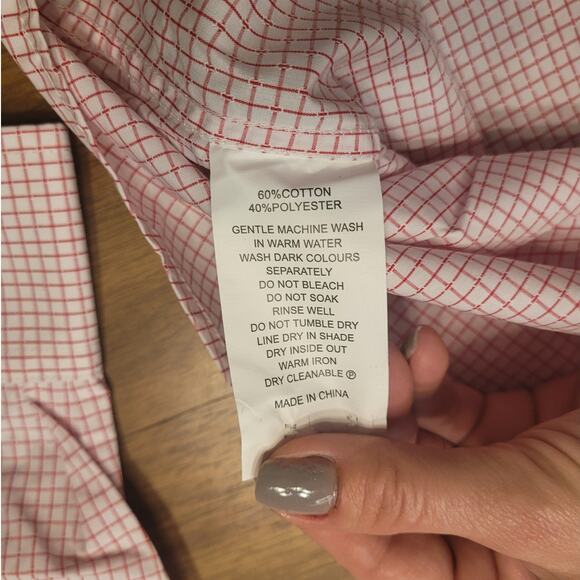 60%COTTON
40%POLYESTER
GENTLE MACHINE WASH
IN WARM WATER
WASH DARK COLOURS
SEPARATELY
DO NOT BLEACH
DO NOT SOAK
RINSE WELL
DO NOT TUMBLE DRY
LINE DRY IN SHADE
DRY INSIDE OUT
WARM IRON
DRY CLEANABLE Ⓟ
MADE IN CHINA